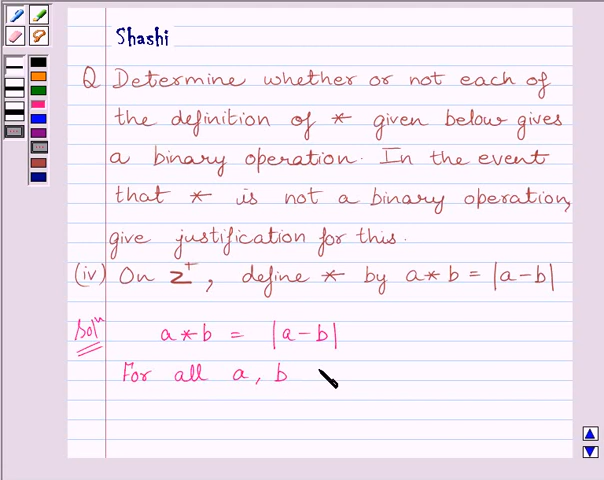 Shashi
Q Determine whether or not each of
the definition of * given below gives
a binary operation. In the event
that * is not a binary operation,
give justification for this.
(iv) On Z⁺, define * by a * b = |a - b|
Solⁿ a * b = |a - b|
For all a, b